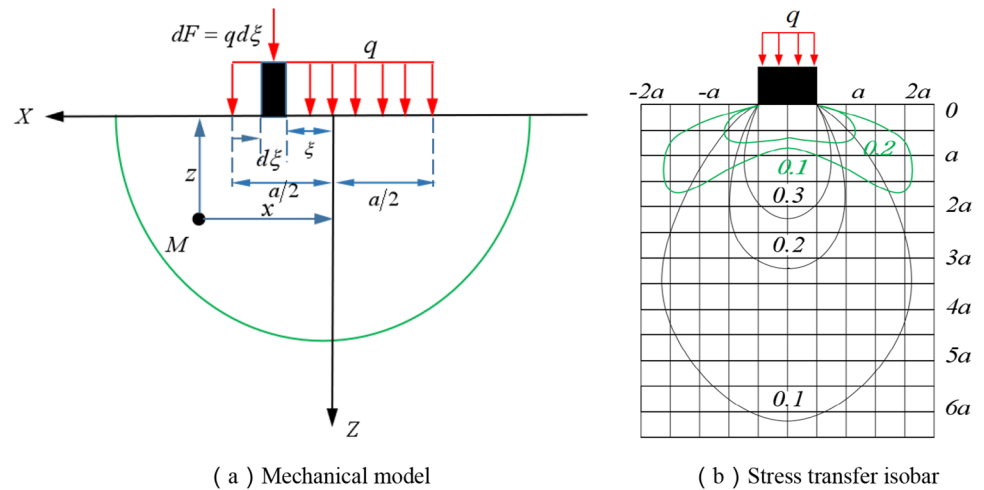 dF = qdξ
q
X
dξ
ξ
z
a/2
a/2
x
M
Z
( a ) Mechanical model
q
-2a -a a 2a
0
0.2
a
0.1
0.3
2a
0.2
3a
4a
5a
0.1
6a
( b ) Stress transfer isobar